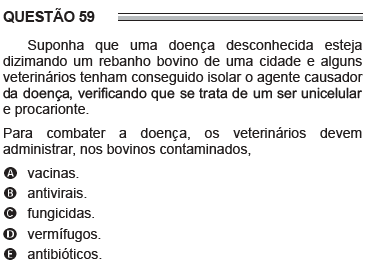 QUESTÃO 59
Suponha que uma doença desconhecida esteja
dizimando um rebanho bovino de uma cidade e alguns
veterinários tenham conseguido isolar o agente causador
da doença, verificando que se trata de um ser unicelular
e procarionte.
Para combater a doença, os veterinários devem
administrar, nos bovinos contaminados,
A vacinas.
B antivirais.
C fungicidas.
D vermífugos.
E antibióticos.